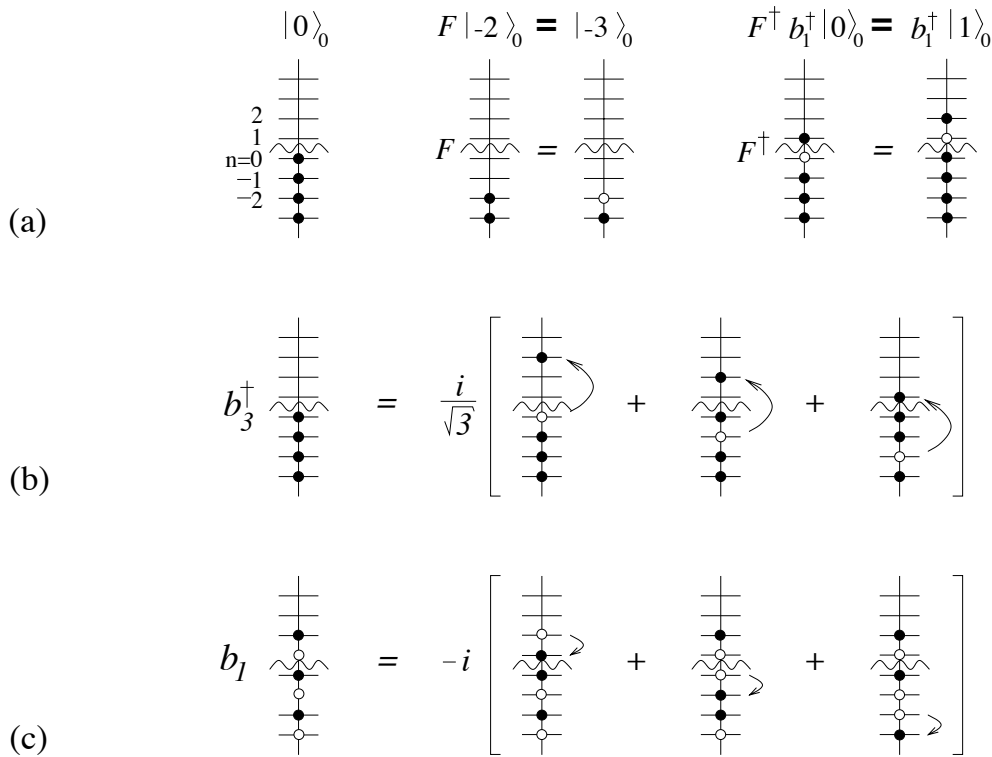 |0⟩₀ F |-2⟩₀ = |-3⟩₀ F† b₁† |0⟩₀ = b₁† |1⟩₀
2
1
n=0
−1
−2
F =
F† =
(a)
b₃† = i/√3 [ + + ]
(b)
b₁ = −i [ + + ]
(c)